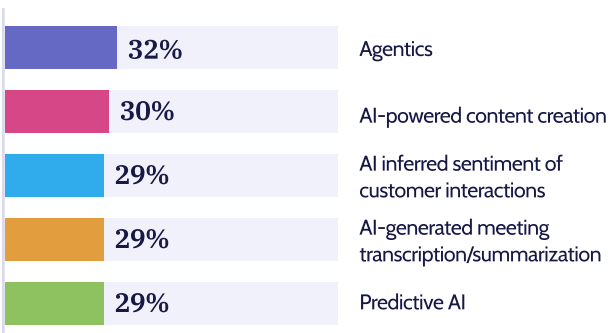 32%
Agentics
30%
AI-powered content creation
29%
AI inferred sentiment of
customer interactions
29%
AI-generated meeting
transcription/summarization
29%
Predictive AI